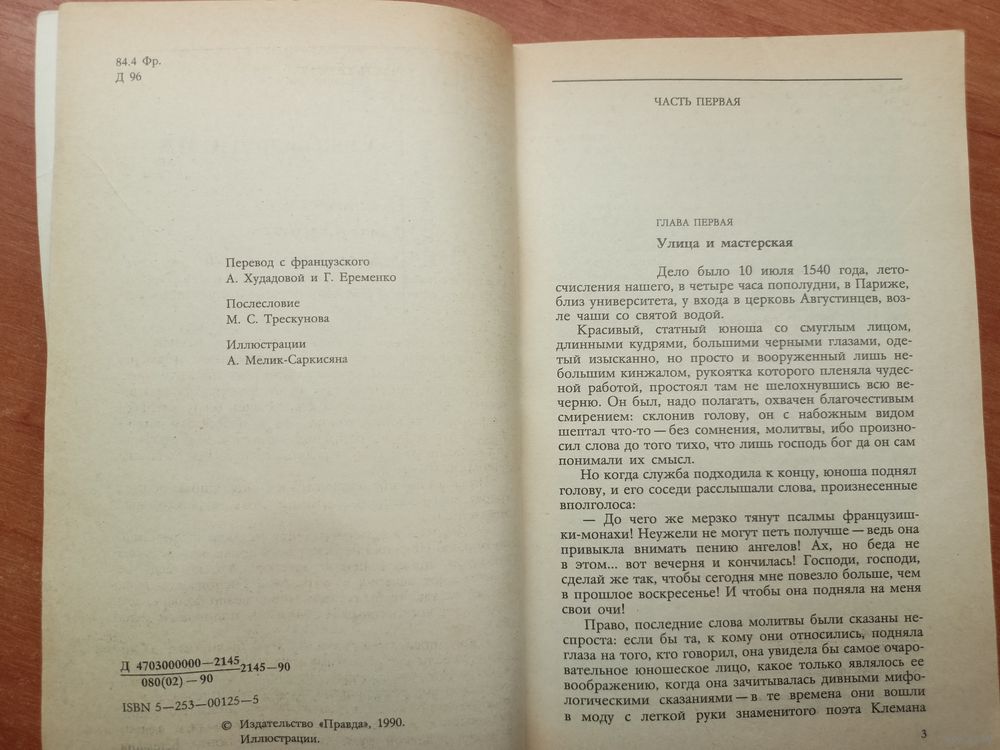 84.4 Фр.
Д 96
Перевод с французского
А. Худадовой и Г. Еременко
Послесловие
М. С. Трескунова
Иллюстрации
А. Мелик-Саркисяна
Д 4703000000—2145
080(02)—90
2145—90
ISBN 5—253—00125—5
© Издательство «Правда», 1990.
Иллюстрации.
ЧАСТЬ ПЕРВАЯ
ГЛАВА ПЕРВАЯ
Улица и мастерская
Дело было 10 июля 1540 года, лето-
счисления нашего, в четыре часа пополудни, в Париже,
близ университета, у входа в церковь Августинцев, воз-
ле чаши со святой водой.
Красивый, статный юноша со смуглым лицом,
длинными кудрями, большими черными глазами, оде-
тый изысканно, но просто и вооруженный лишь не-
большим кинжалом, рукоятка которого пленяла чудес-
ной работой, простоял там не шелохнувшись всю ве-
черню. Он был, надо полагать, охвачен благочестивым
смирением: склонив голову, он с набожным видом
шептал что-то — без сомнения, молитвы, ибо произно-
сил слова до того тихо, что лишь господь бог да он сам
понимали их смысл.
Но когда служба подходила к концу, юноша поднял
голову, и его соседи расслышали слова, произнесенные
вполголоса:
— До чего же мерзко тянут псалмы французиш-
ки-монахи! Неужели не могут петь получше — ведь она
привыкла внимать пению ангелов! Ах, но беда не
в этом... вот вечерня и кончилась! Господи, господи,
сделай же так, чтобы сегодня мне повезло больше, чем
в прошлое воскресенье! И чтобы она подняла на меня
свои очи!
Право, последние слова молитвы были сказаны не-
спроста: если бы та, к кому они относились, подняла
глаза на того, кто говорил, она увидела бы самое очаро-
вательное юношеское лицо, какое только являлось ее
воображению, когда она зачитывалась дивными мифо-
логическими сказаниями — в те времена они вошли
в моду с легкой руки знаменитого поэта Клемана
3